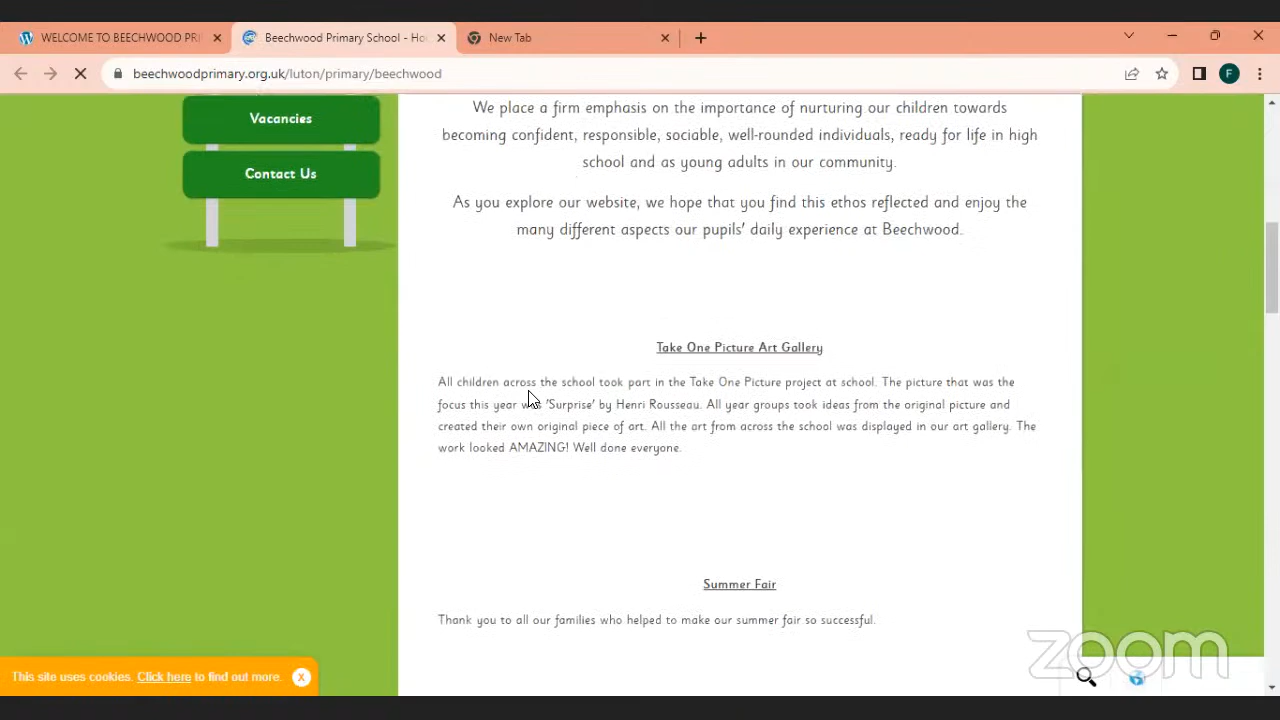 WELCOME TO BEECHWOOD PRI
Beechwood Primary School - Ho
New Tab
beechwoodprimary.org.uk/luton/primary/beechwood
F
Vacancies
Contact Us
We place a firm emphasis on the importance of nurturing our children towards
becoming confident, responsible, sociable, well-rounded individuals, ready for life in high
school and as young adults in our community.
As you explore our website, we hope that you find this ethos reflected and enjoy the
many different aspects our pupils' daily experience at Beechwood.
Take One Picture Art Gallery
All children across the school took part in the Take One Picture project at school. The picture that was the
focus this year was 'Surprise' by Henri Rousseau. All year groups took ideas from the original picture and
created their own original piece of art. All the art from across the school was displayed in our art gallery. The
work looked AMAZING! Well done everyone.
Summer Fair
Thank you to all our families who helped to make our summer fair so successful.
This site uses cookies. Click here to find out more. X
zoom